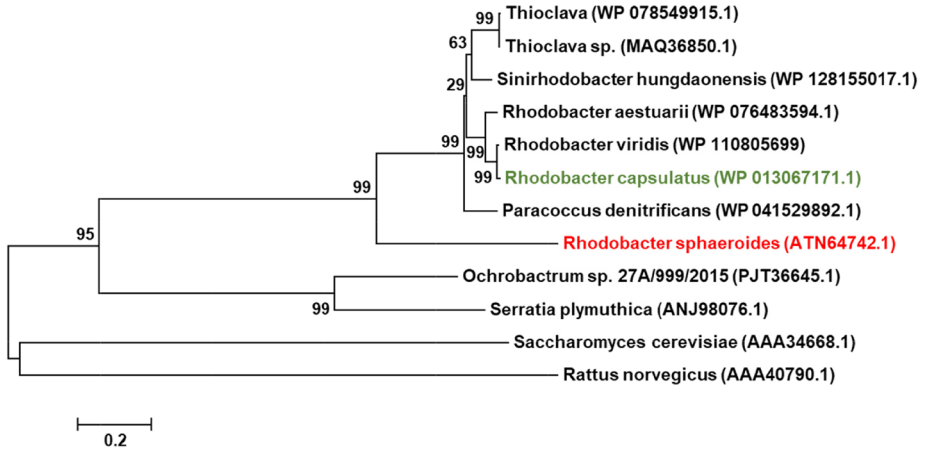 99 Thioclava (WP 078549915.1)
Thioclava sp. (MAQ36850.1)
63
Sinirhodobacter hungdaonensis (WP 128155017.1)
29
Rhodobacter aestuarii (WP 076483594.1)
99 99 Rhodobacter viridis (WP 110805699)
99 Rhodobacter capsulatus (WP 013067171.1)
99
Paracoccus denitrificans (WP 041529892.1)
95
Rhodobacter sphaeroides (ATN64742.1)
Ochrobactrum sp. 27A/999/2015 (PJT36645.1)
99 Serratia plymuthica (ANJ98076.1)
Saccharomyces cerevisiae (AAA34668.1)
Rattus norvegicus (AAA40790.1)
0.2